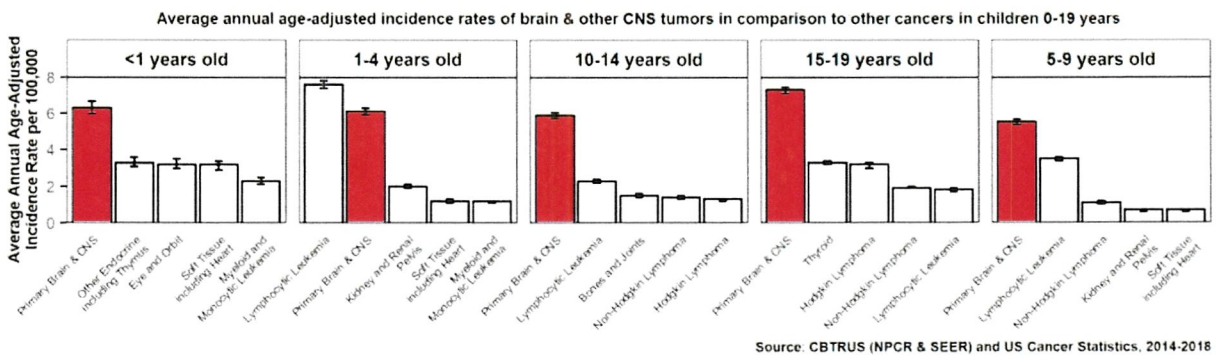 Average annual age-adjusted incidence rates of brain & other CNS tumors in comparison to other cancers in children 0-19 years
Average Annual Age-Adjusted
Incidence Rate per 100,000
8
6
4
2
0
<1 years old
Primary Brain & CNS
Other Endocrine
including Thymus
Eye and Orbit
Soft Tissue
including Heart
Myeloid and
Monocytic Leukemia
1-4 years old
Lymphocytic Leukemia
Primary Brain & CNS
Kidney and Renal
Pelvis
Soft Tissue
including Heart
Myeloid and
Monocytic Leukemia
10-14 years old
Primary Brain & CNS
Lymphocytic Leukemia
Bones and Joints
Non-Hodgkin Lymphoma
Hodgkin Lymphoma
15-19 years old
Primary Brain & CNS
Thyroid
Hodgkin Lymphoma
Non-Hodgkin Lymphoma
Lymphocytic Leukemia
5-9 years old
Primary Brain & CNS
Lymphocytic Leukemia
Non-Hodgkin Lymphoma
Kidney and Renal
Pelvis
Soft Tissue
including Heart
Source: CBTRUS (NPCR & SEER) and US Cancer Statistics, 2014-2018